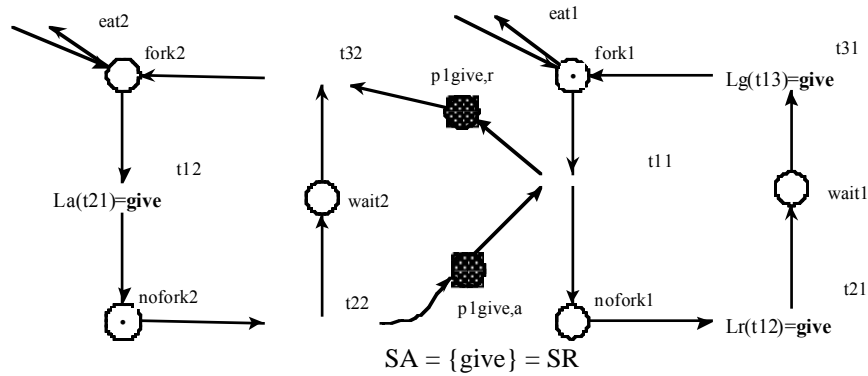 eat2
fork2
t32
p1give,r
eat1
fork1
t31
Lg(t13)=give
t12
La(t21)=give
wait2
t11
wait1
nofork2
t22
p1give,a
nofork1
t21
Lr(t12)=give
SA = {give} = SR